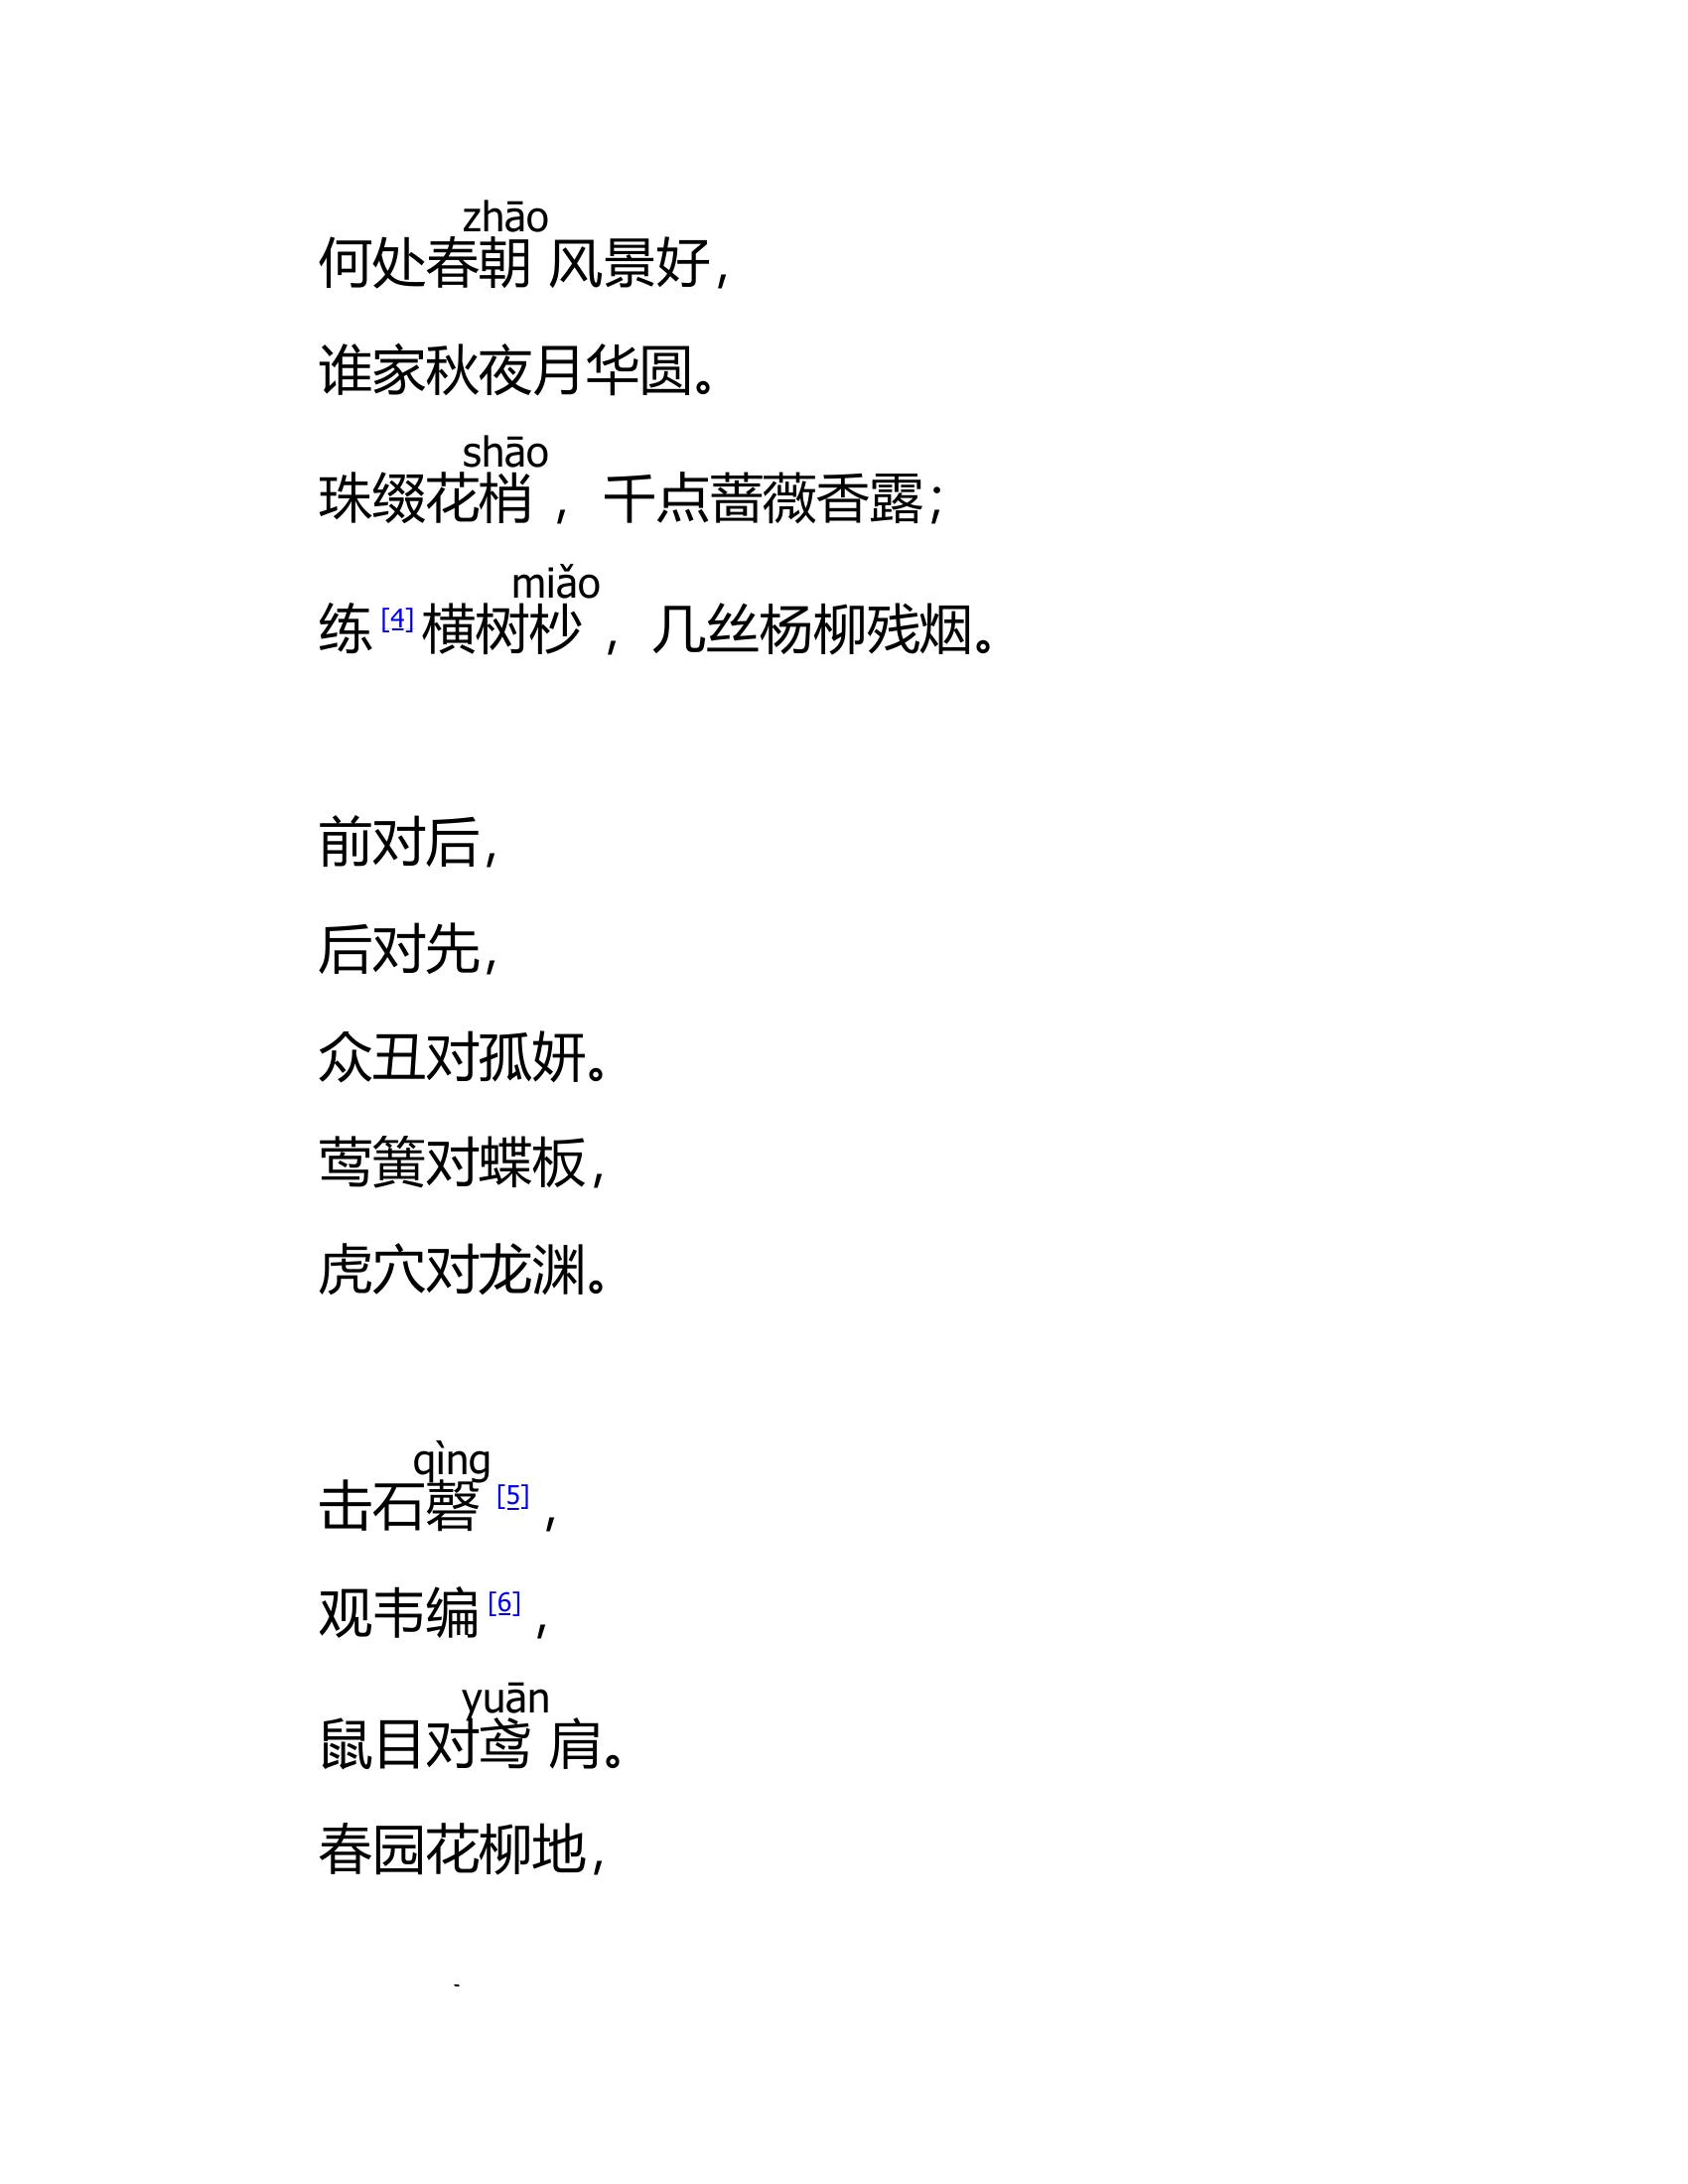 zhāo
何处春朝 风景好，
谁家秋夜月华圆。
shāo
珠缀花梢 ，千点蔷薇香露；
miǎo
练 [4] 横树杪 ，几丝杨柳残烟。
前对后，
后对先，
众丑对孤妍。
莺簧对蝶板，
虎穴对龙渊。
qìng
击石磬 [5] ，
观韦编 [6] ，
yuān
鼠目对鸢 肩。
春园花柳地，